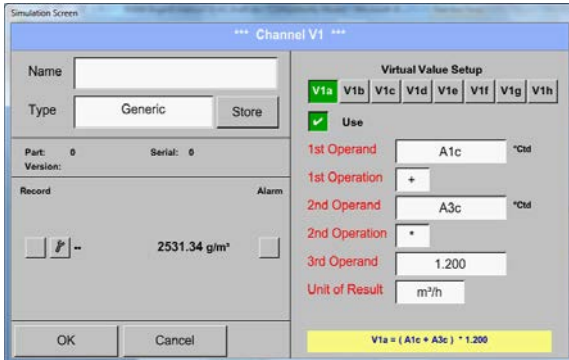 Simulation Screen
*** Channel V1 ***
Name
Type Generic Store
Part: 0 Serial: 0
Version:
Record Alarm
-- 2531.34 g/m³
OK Cancel
Virtual Value Setup
V1a V1b V1c V1d V1e V1f V1g V1h
Use
1st Operand A1c °Ctd
1st Operation +
2nd Operand A3c °Ctd
2nd Operation *
3rd Operand 1.200
Unit of Result m³/h
V1a = ( A1c + A3c ) * 1.200